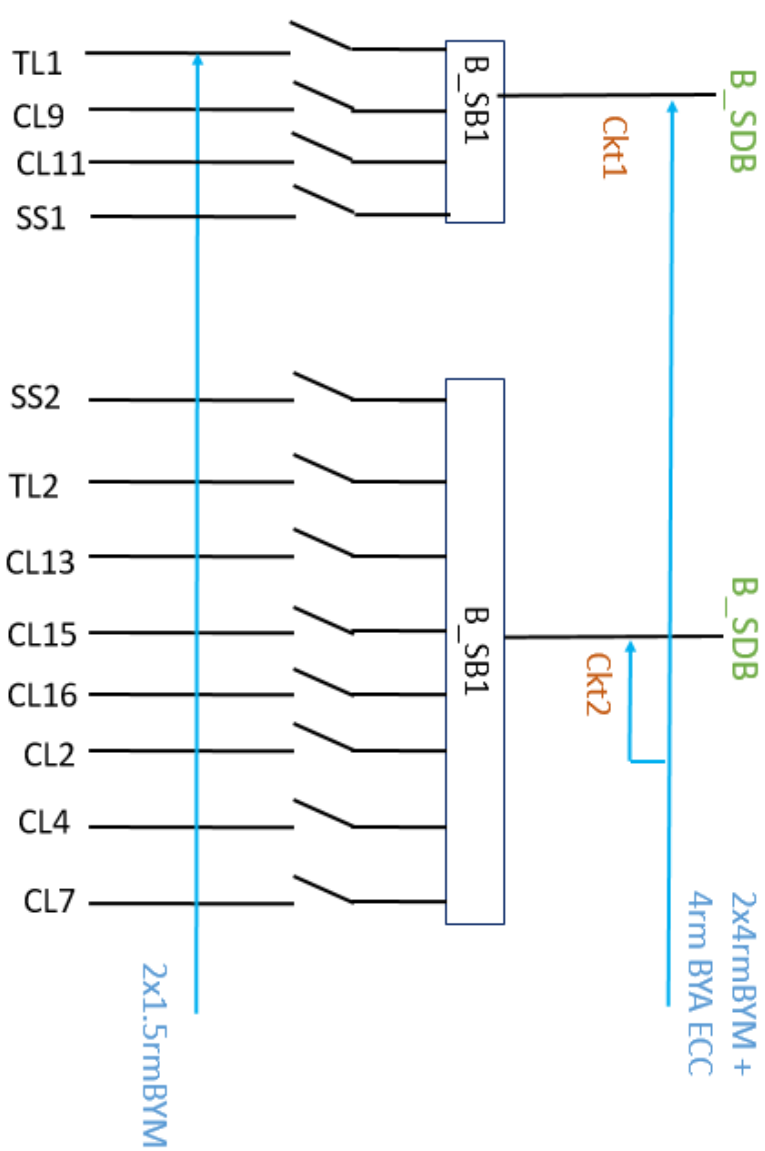 TL1
CL9
CL11
SS1
B_SB1
Ckt1
B_SDB
SS2
TL2
CL13
CL15
CL16
CL2
CL4
CL7
B_SB1
Ckt2
B_SDB
2x1.5rmBYM
2x4rmBYM +
4rm BYA ECC